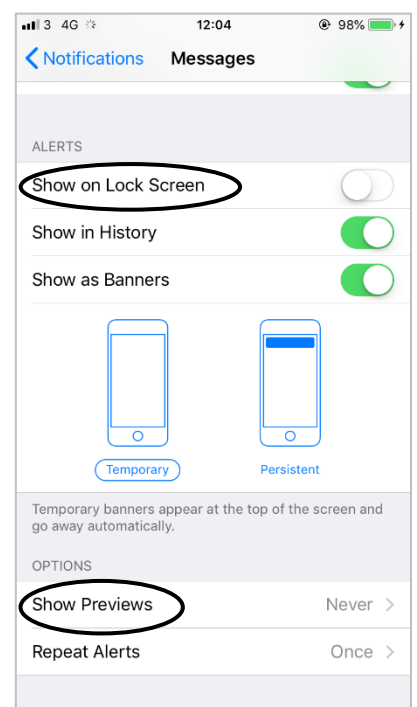 3 4G 12:04 98%
Notifications Messages
ALERTS
Show on Lock Screen
Show in History
Show as Banners
Temporary Persistent
Temporary banners appear at the top of the screen and
go away automatically.
OPTIONS
Show Previews Never >
Repeat Alerts Once >